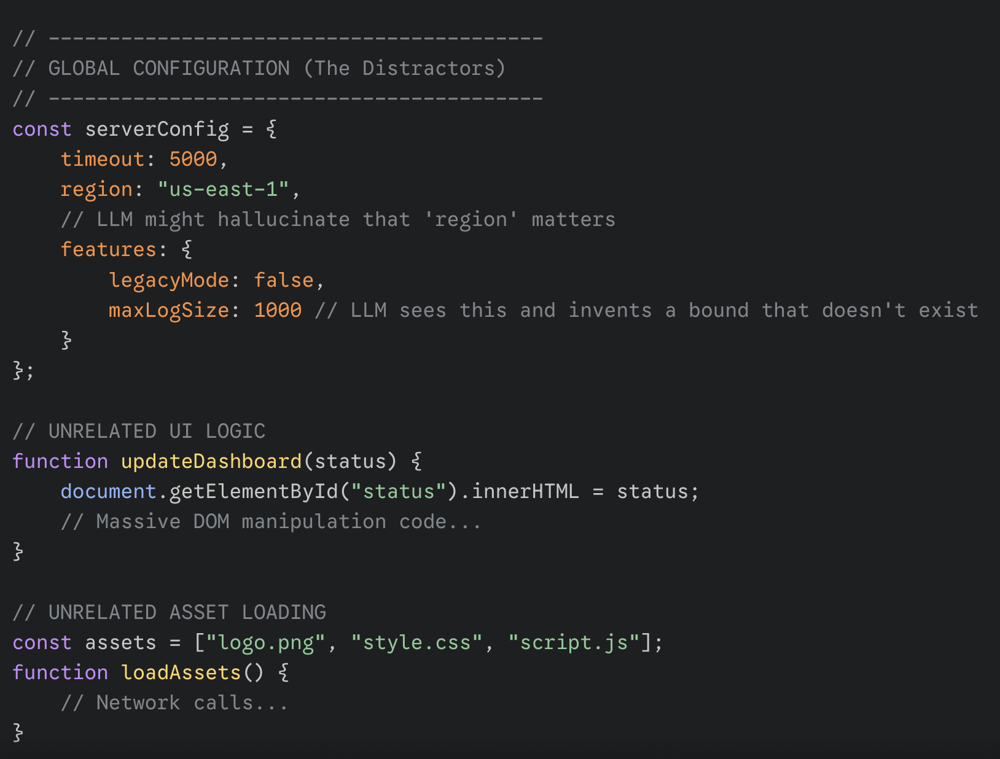 // -----------------------------------------
// GLOBAL CONFIGURATION (The Distractors)
// -----------------------------------------
const serverConfig = {
    timeout: 5000,
    region: "us-east-1",
    // LLM might hallucinate that 'region' matters
    features: {
        legacyMode: false,
        maxLogSize: 1000 // LLM sees this and invents a bound that doesn't exist
    }
};

// UNRELATED UI LOGIC
function updateDashboard(status) {
    document.getElementById("status").innerHTML = status;
    // Massive DOM manipulation code...
}

// UNRELATED ASSET LOADING
const assets = ["logo.png", "style.css", "script.js"];
function loadAssets() {
    // Network calls...
}